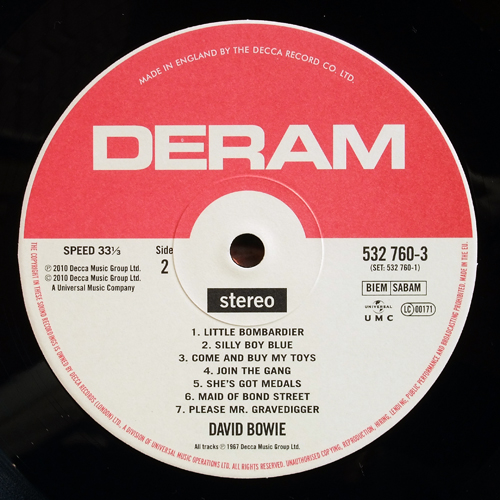 MADE IN ENGLAND BY THE DECCA RECORD CO. LTD.
DERAM
SPEED 33⅓
Side
2
532 760-3
(SET: 532 760-1)
℗ 2010 Decca Music Group Ltd.
© 2010 Decca Music Group Ltd.
A Universal Music Company
BIEM SABAM
stereo
UNIVERSAL
UMC
LC 00171
1. LITTLE BOMBARDIER
2. SILLY BOY BLUE
3. COME AND BUY MY TOYS
4. JOIN THE GANG
5. SHE'S GOT MEDALS
6. MAID OF BOND STREET
7. PLEASE MR. GRAVEDIGGER
DAVID BOWIE
All tracks ℗ 1967 Decca Music Group Ltd.
THE COPYRIGHT IN THESE SOUND RECORDINGS IS OWNED BY DECCA RECORDS (LONDON) LTD. A DIVISION OF UNIVERSAL MUSIC OPERATIONS LTD. ALL RIGHTS RESERVED. UNAUTHORISED COPYING, REPRODUCTION, HIRING, LENDING, PUBLIC PERFORMANCE AND BROADCASTING PROHIBITED. MADE IN THE EU.